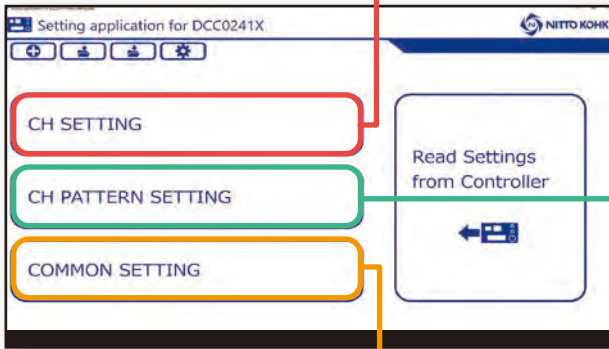 Setting application for DCC0241X
NITTO KOHK
CH SETTING
CH PATTERN SETTING
COMMON SETTING
Read Settings
from Controller